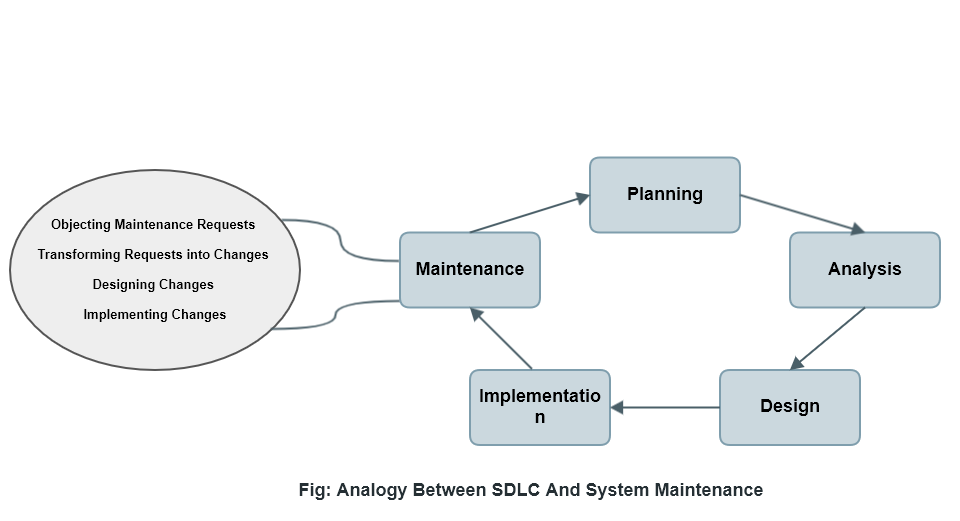 Planning
Objecting Maintenance Requests
Transforming Requests into Changes
Designing Changes
Implementing Changes
Maintenance
Analysis
Implementatio
n
Design
Fig: Analogy Between SDLC And System Maintenance